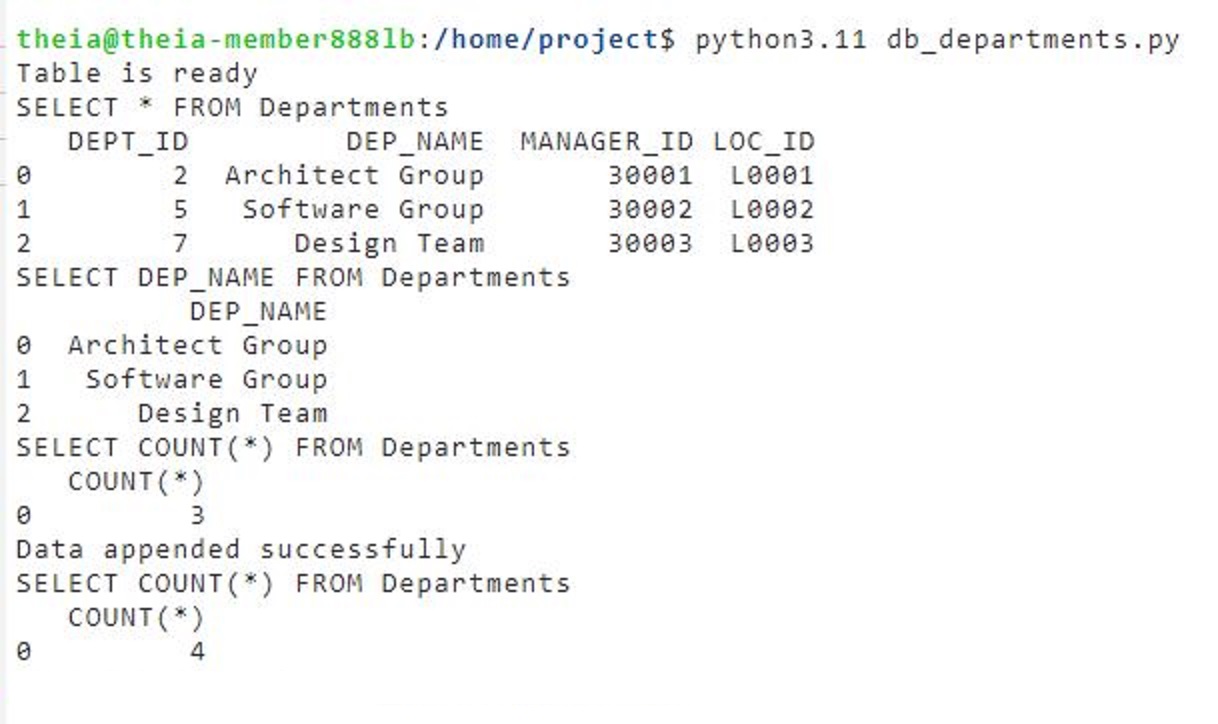 theia@theia-member888lb:/home/project$ python3.11 db_departments.py
Table is ready
SELECT * FROM Departments
   DEPT_ID         DEP_NAME  MANAGER_ID LOC_ID
0        2  Architect Group       30001  L0001
1        5   Software Group       30002  L0002
2        7      Design Team       30003  L0003
SELECT DEP_NAME FROM Departments
          DEP_NAME
0  Architect Group
1   Software Group
2      Design Team
SELECT COUNT(*) FROM Departments
   COUNT(*)
0         3
Data appended successfully
SELECT COUNT(*) FROM Departments
   COUNT(*)
0         4